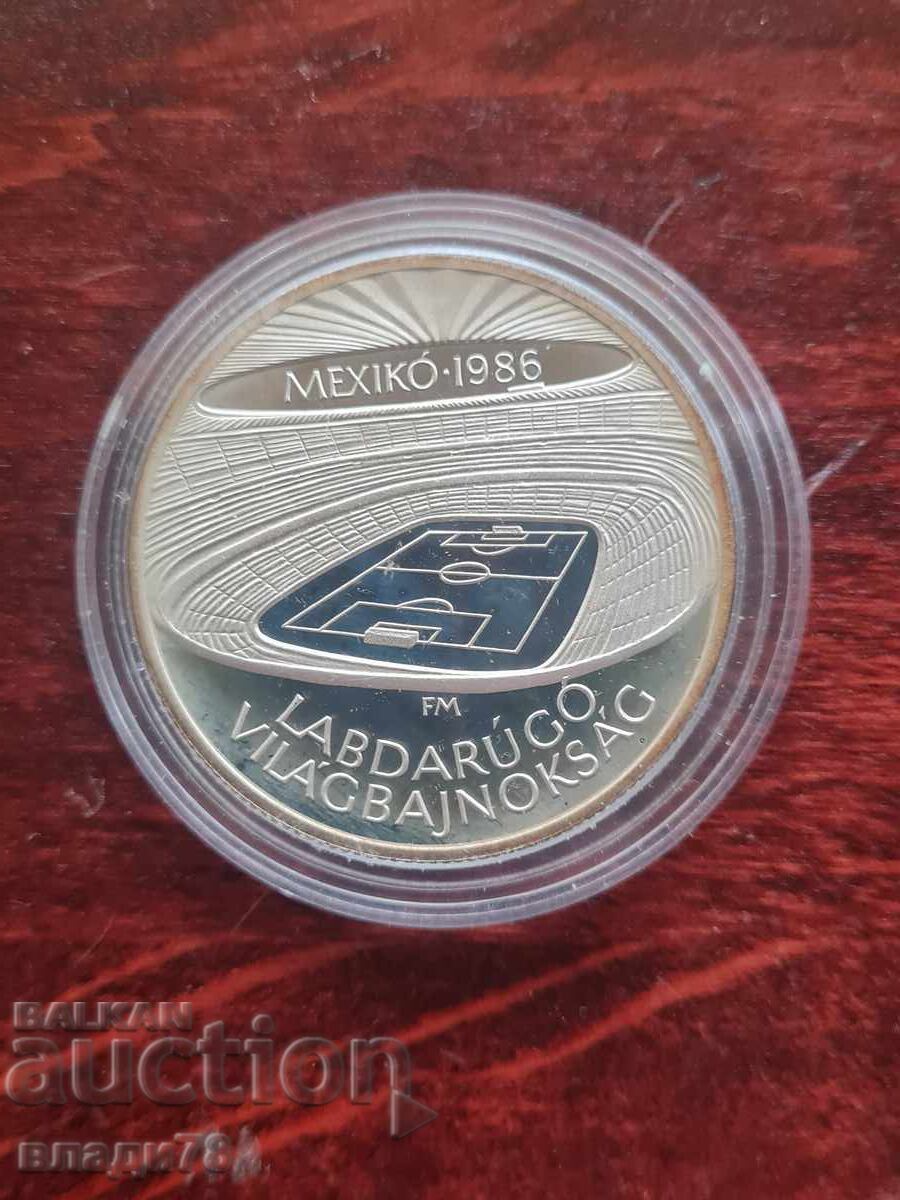 MEXIKÓ·1986
FM
LABDARÚGÓ
VILÁGBAJNOKSÁG
BALKAN
auction
влади78